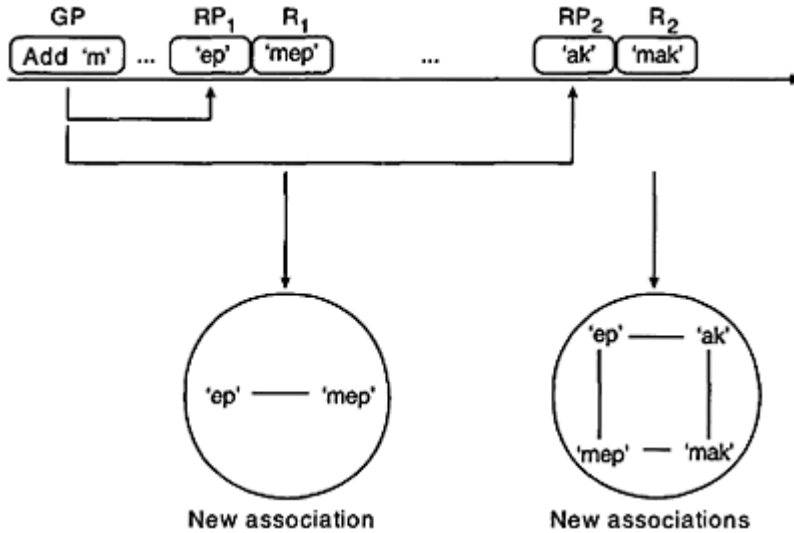 GP RP1 R1 RP2 R2
Add ‘m’ ... ‘ep’ ‘mep’ ... ‘ak’ ‘mak’
‘ep’ ‘ak’
‘ep’ ‘mep’
‘mep’ ‘mak’
New association New associations